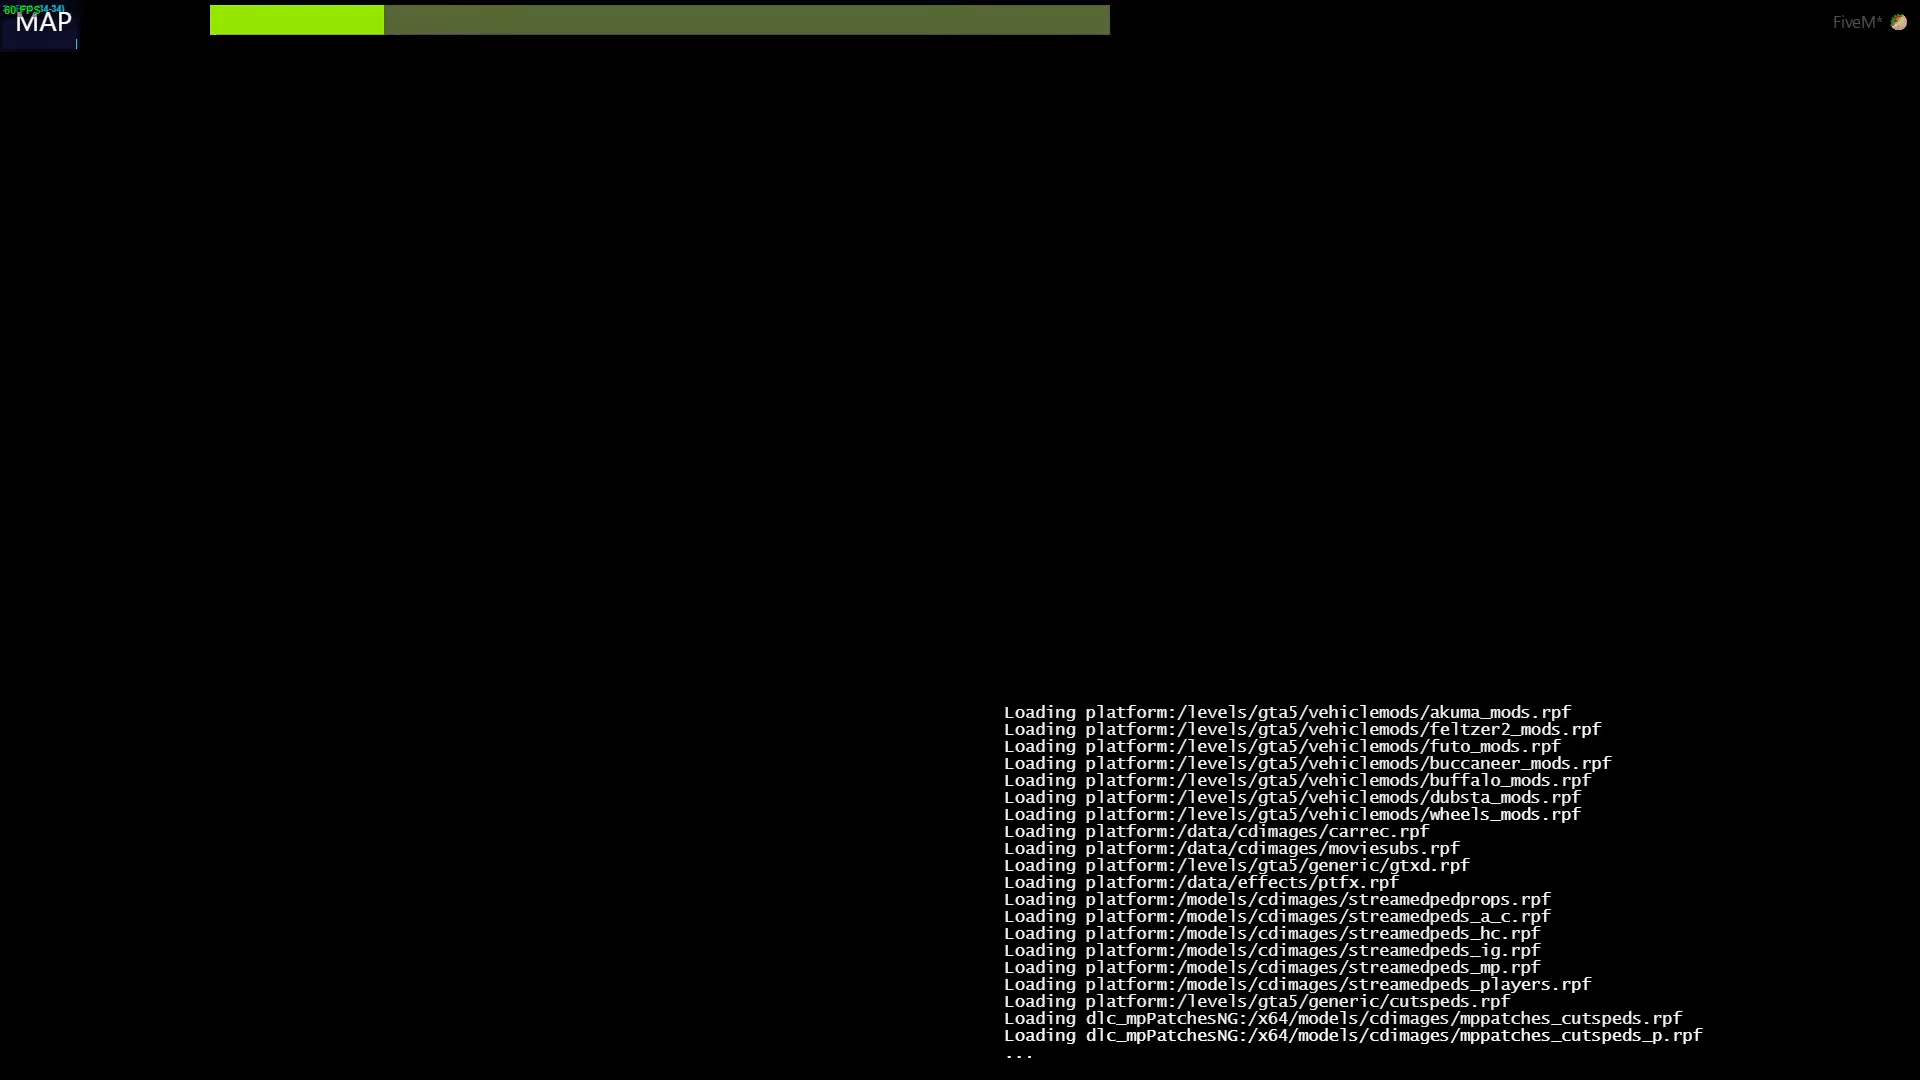 60 FPS
MAP
FiveM*
Loading platform:/levels/gta5/vehiclemods/akuma_mods.rpf
Loading platform:/levels/gta5/vehiclemods/feltzer2_mods.rpf
Loading platform:/levels/gta5/vehiclemods/futo_mods.rpf
Loading platform:/levels/gta5/vehiclemods/buccaneer_mods.rpf
Loading platform:/levels/gta5/vehiclemods/buffalo_mods.rpf
Loading platform:/levels/gta5/vehiclemods/dubsta_mods.rpf
Loading platform:/levels/gta5/vehiclemods/wheels_mods.rpf
Loading platform:/data/cdimages/carrec.rpf
Loading platform:/data/cdimages/moviesubs.rpf
Loading platform:/levels/gta5/generic/gtxd.rpf
Loading platform:/data/effects/ptfx.rpf
Loading platform:/models/cdimages/streamedpedprops.rpf
Loading platform:/models/cdimages/streamedpeds_a_c.rpf
Loading platform:/models/cdimages/streamedpeds_hc.rpf
Loading platform:/models/cdimages/streamedpeds_ig.rpf
Loading platform:/models/cdimages/streamedpeds_mp.rpf
Loading platform:/models/cdimages/streamedpeds_players.rpf
Loading platform:/levels/gta5/generic/cutspeds.rpf
Loading dlc_mpPatchesNG:/x64/models/cdimages/mppatches_cutspeds.rpf
Loading dlc_mpPatchesNG:/x64/models/cdimages/mppatches_cutspeds_p.rpf
...